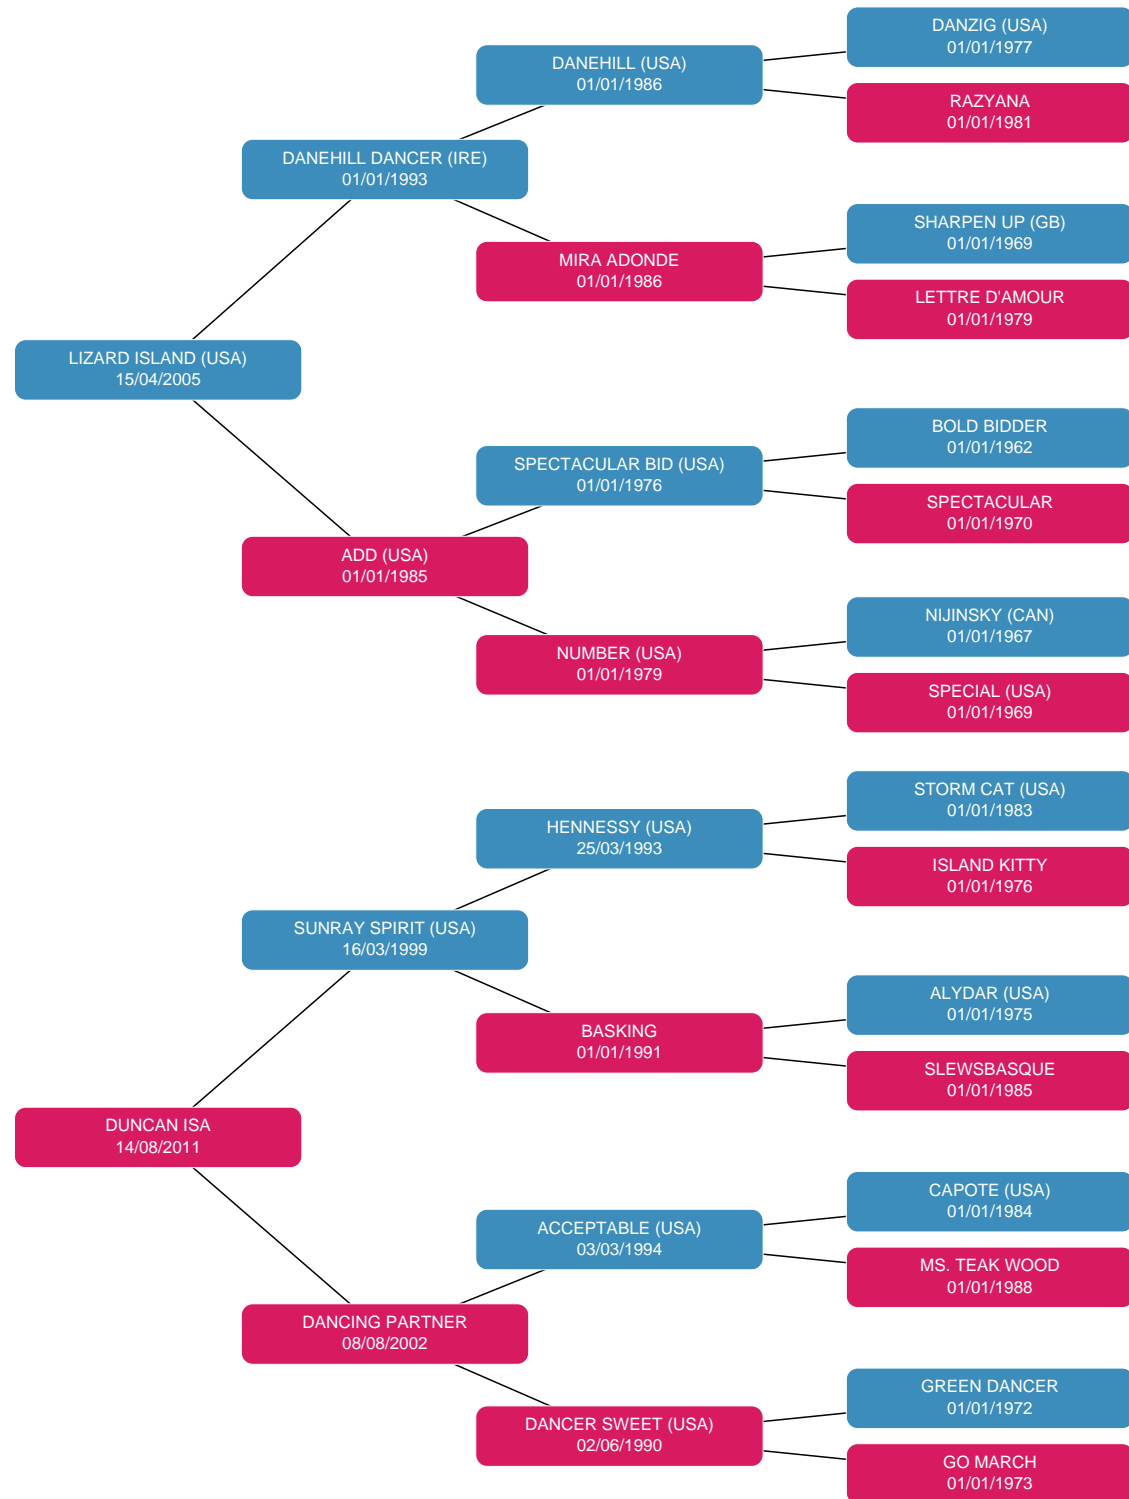 DANZIG (USA)
01/01/1977
DANEHILL (USA)
01/01/1986
RAZYANA
01/01/1981
DANEHILL DANCER (IRE)
01/01/1993
SHARPEN UP (GB)
01/01/1969
MIRA ADONDE
01/01/1986
LETTRE D'AMOUR
01/01/1979
LIZARD ISLAND (USA)
15/04/2005
BOLD BIDDER
01/01/1962
SPECTACULAR BID (USA)
01/01/1976
SPECTACULAR
01/01/1970
ADD (USA)
01/01/1985
NIJINSKY (CAN)
01/01/1967
NUMBER (USA)
01/01/1979
SPECIAL (USA)
01/01/1969
STORM CAT (USA)
01/01/1983
HENNESSY (USA)
25/03/1993
ISLAND KITTY
01/01/1976
SUNRAY SPIRIT (USA)
16/03/1999
ALYDAR (USA)
01/01/1975
BASKING
01/01/1991
SLEWSBASQUE
01/01/1985
DUNCAN ISA
14/08/2011
CAPOTE (USA)
01/01/1984
ACCEPTABLE (USA)
03/03/1994
MS. TEAK WOOD
01/01/1988
DANCING PARTNER
08/08/2002
GREEN DANCER
01/01/1972
DANCER SWEET (USA)
02/06/1990
GO MARCH
01/01/1973